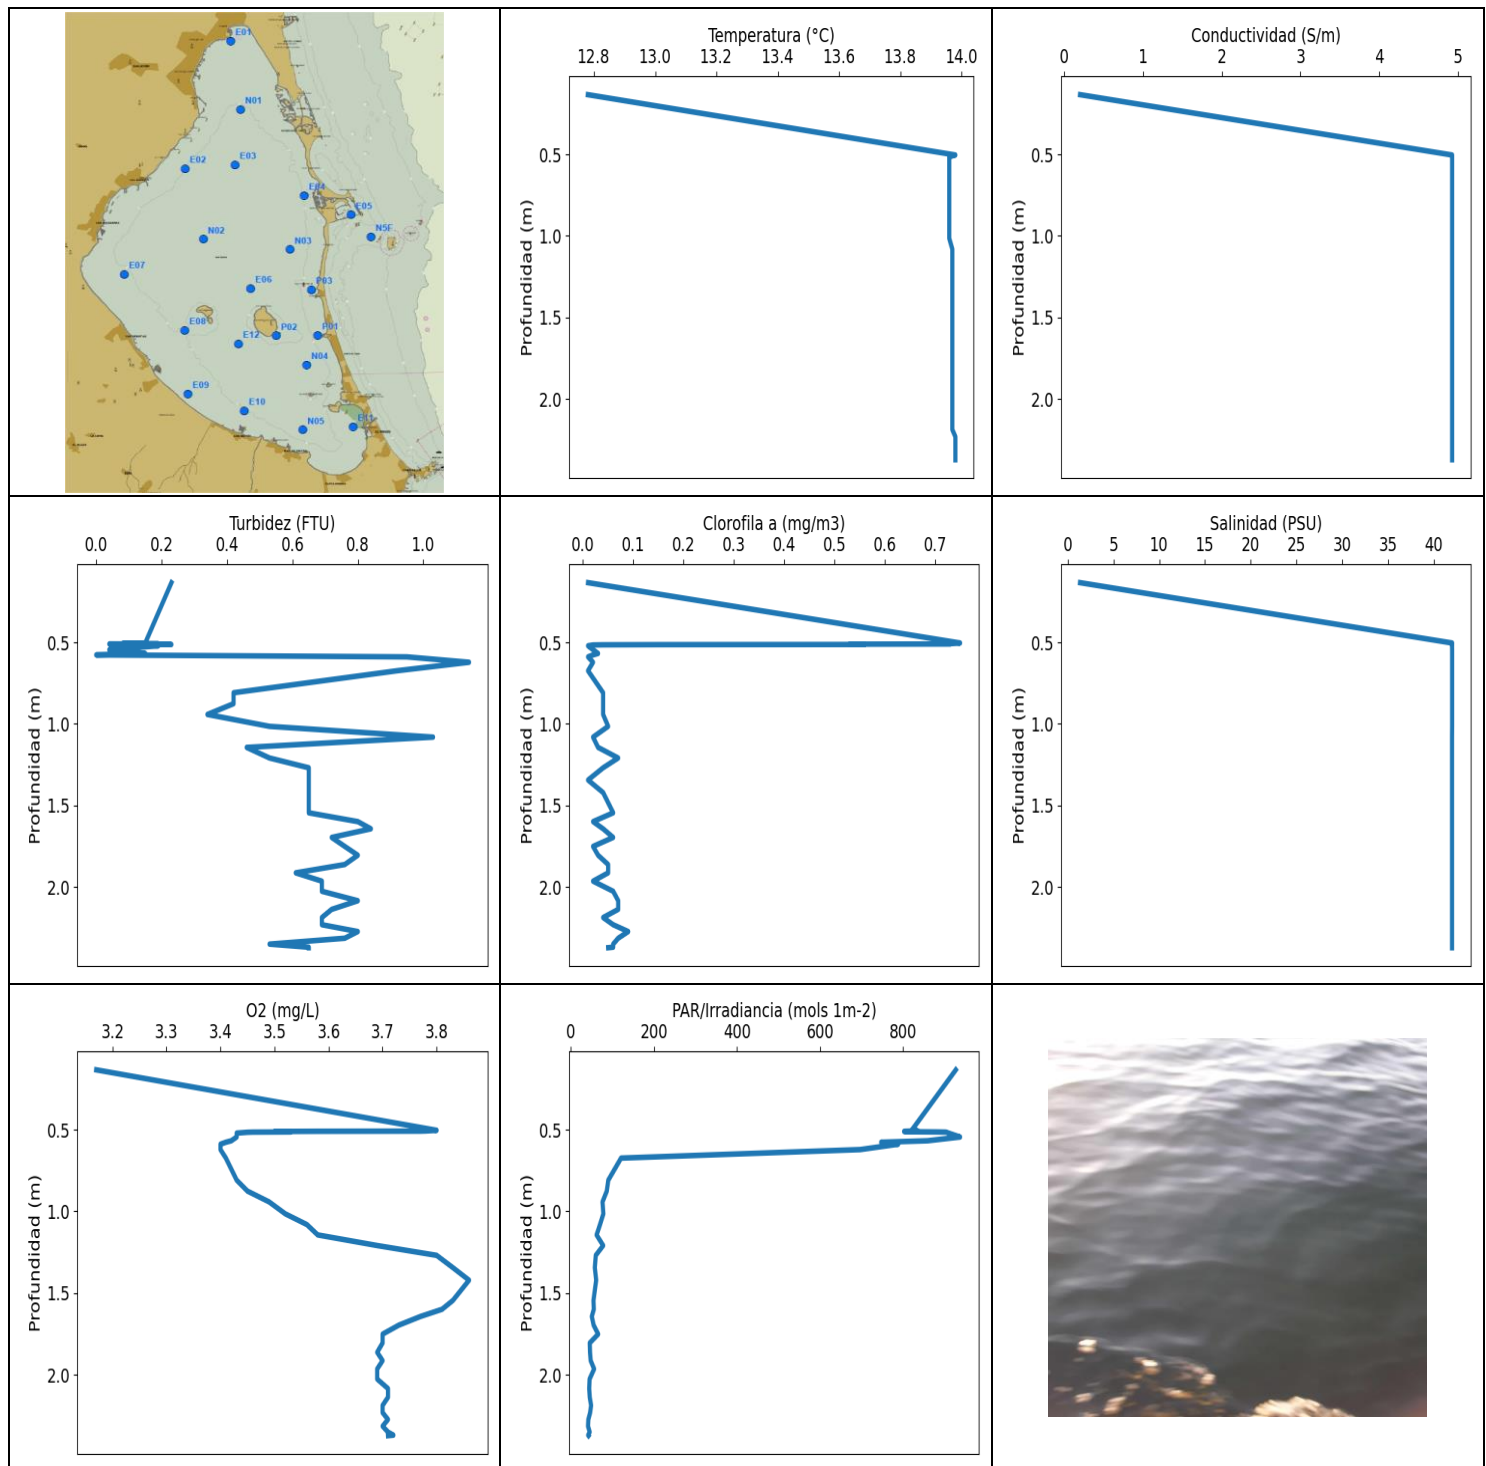 E01
N01
E02
E03
E04
E05
N5F
N02
N03
E07
E06
P03
E08
P02
P01
E12
N04
E09
E10
N05
E11
Temperatura (°C)
12.8 13.0 13.2 13.4 13.6 13.8 14.0
Profundidad (m)
0.5
1.0
1.5
2.0
Conductividad (S/m)
0 1 2 3 4 5
Profundidad (m)
0.5
1.0
1.5
2.0
Turbidez (FTU)
0.0 0.2 0.4 0.6 0.8 1.0
Profundidad (m)
0.5
1.0
1.5
2.0
Clorofila a (mg/m3)
0.0 0.1 0.2 0.3 0.4 0.5 0.6 0.7
Profundidad (m)
0.5
1.0
1.5
2.0
Salinidad (PSU)
0 5 10 15 20 25 30 35 40
Profundidad (m)
0.5
1.0
1.5
2.0
O2 (mg/L)
3.2 3.3 3.4 3.5 3.6 3.7 3.8
Profundidad (m)
0.5
1.0
1.5
2.0
PAR/Irradiancia (mols 1m-2)
0 200 400 600 800
Profundidad (m)
0.5
1.0
1.5
2.0